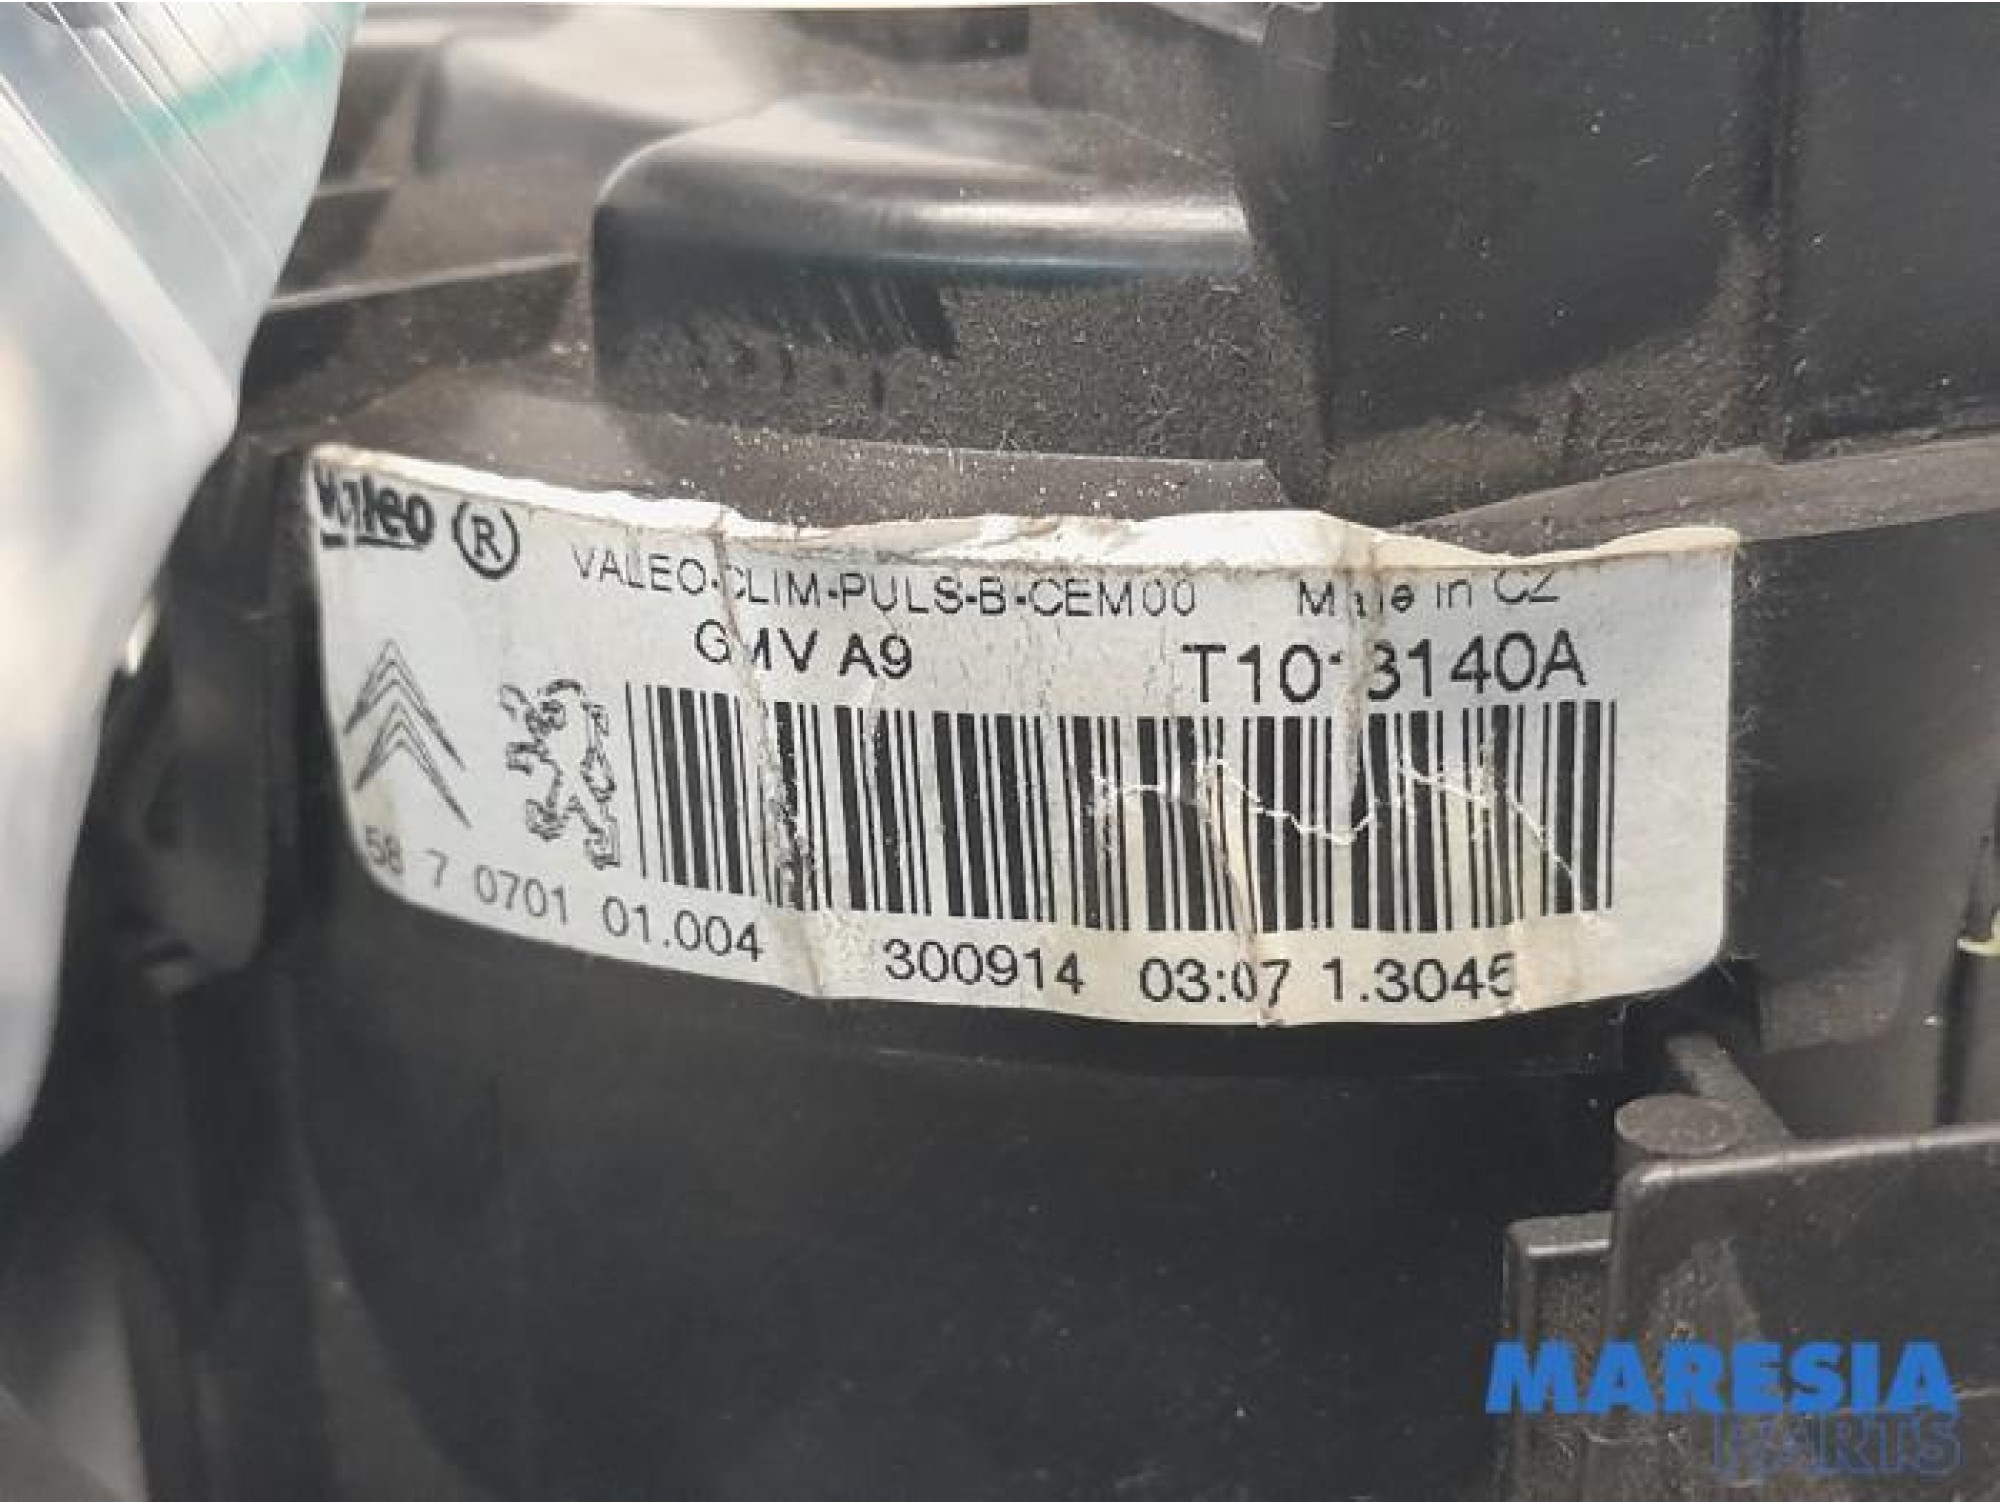 Valeo ®
VALEO-CLIM-PULS-B-CEM00 Made in CZ
GMV A9
58 7 0701 01.004 300914 03:07 1.3045
MARESIA
PARTS